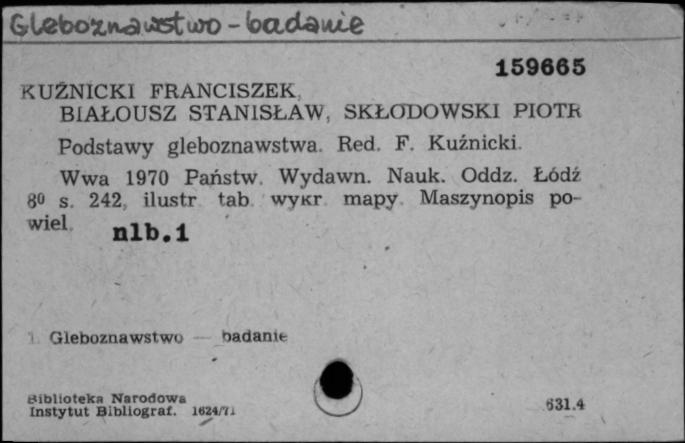 Gleboznawstwo - badanie
159665
KUŹNICKI FRANCISZEK,
BIAŁOUSZ STANISŁAW, SKŁODOWSKI PIOTR
Podstawy gleboznawstwa. Red. F. Kuźnicki.
Wwa 1970 Państw. Wydawn. Nauk. Oddz. Łódź
8⁰ s. 242, ilustr. tab. wykr. mapy. Maszynopis po-
wiel. nlb.1
1. Gleboznawstwo — badanie
Biblioteka Narodowa
Instytut Bibliograf. 1624/71
631.4